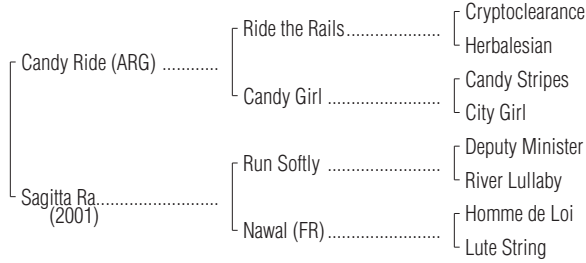 Cryptoclearance
Ride the Rails
Herbalesian
Candy Ride (ARG)
Candy Stripes
Candy Girl
City Girl
Deputy Minister
Run Softly
River Lullaby
Sagitta Ra
(2001)
Homme de Loi
Nawal (FR)
Lute String